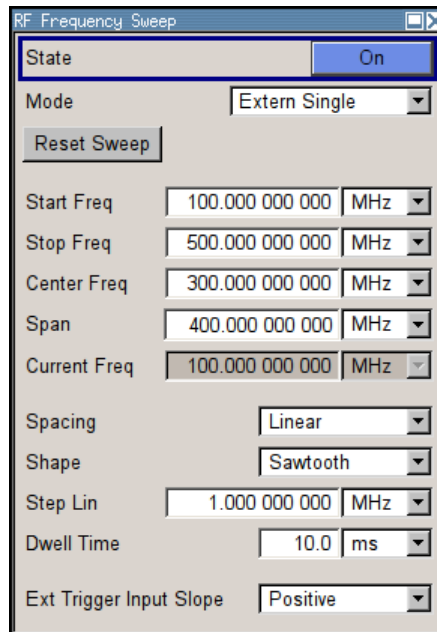 RF Frequency Sweep
State On
Mode Extern Single
Reset Sweep
Start Freq 100.000 000 000 MHz
Stop Freq 500.000 000 000 MHz
Center Freq 300.000 000 000 MHz
Span 400.000 000 000 MHz
Current Freq 100.000 000 000 MHz
Spacing Linear
Shape Sawtooth
Step Lin 1.000 000 000 MHz
Dwell Time 10.0 ms
Ext Trigger Input Slope Positive